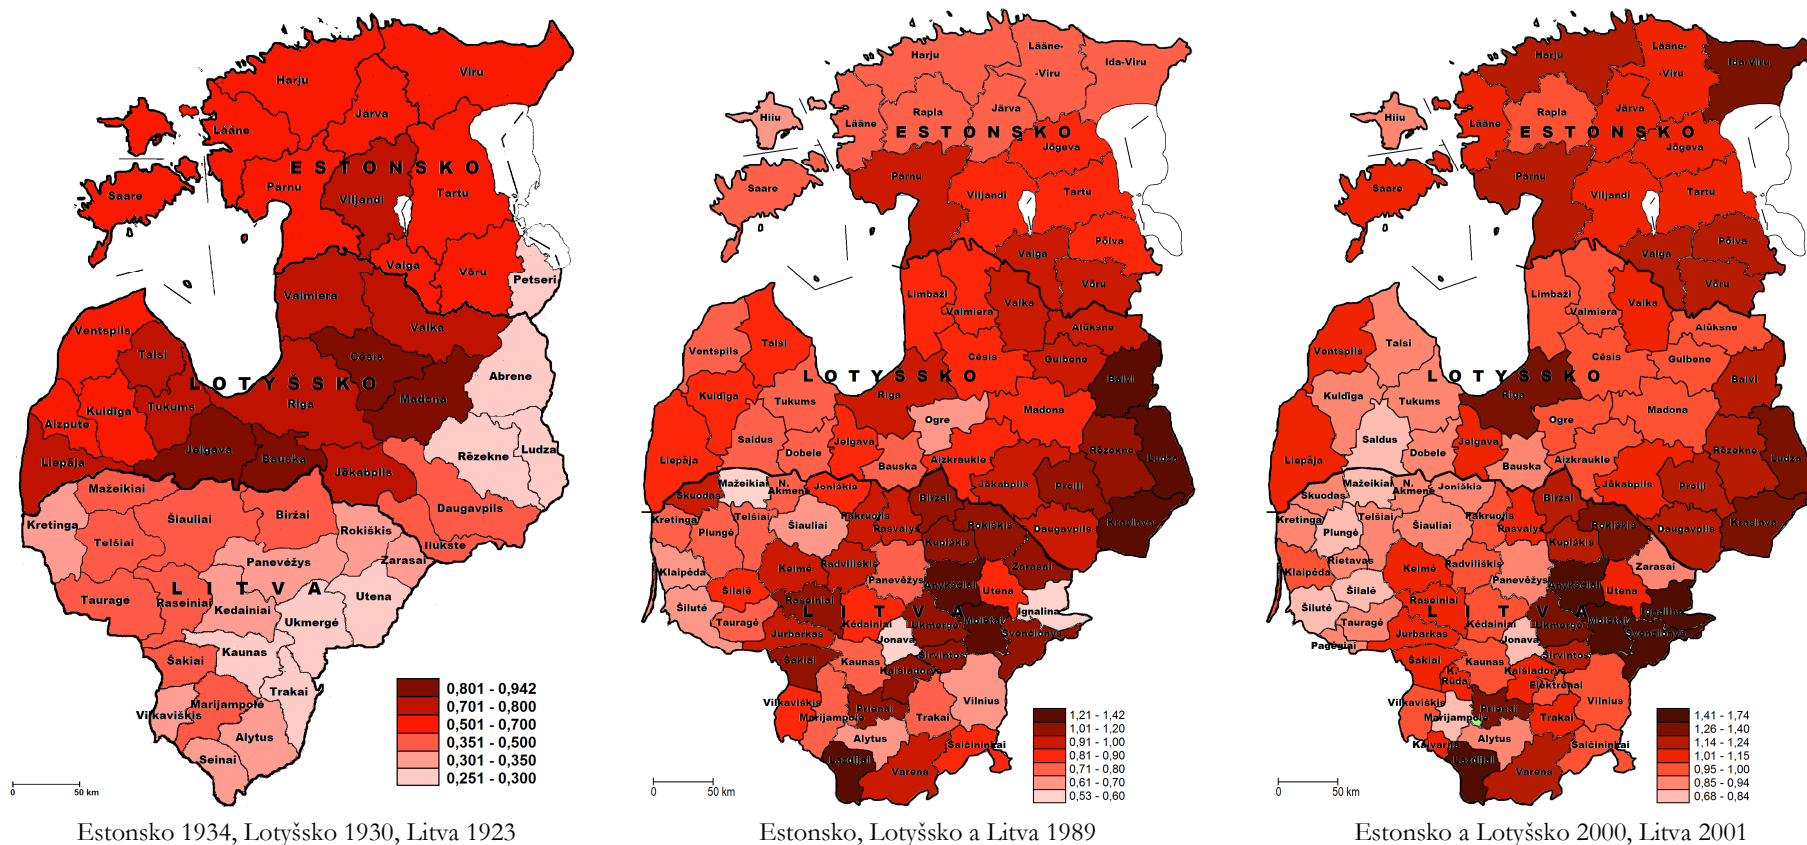 Viru
Harju
Järva
Lääne
E S T O N S K O
Pärnu
Viljandi
Tartu
Saare
Valga
Võru
Petseri
Valmiera
Valka
Ventspils
Talsi
Cēsis
Abrene
L O T Y Š S K O
Kuldīga
Tukums
Rīga
Madona
Aizpute
Jelgava
Bauska
Rēzekne
Ludza
Liepāja
Jēkabpils
Mažeikiai
Kretinga
Šiauliai
Biržai
Rokiškis
Daugavpils
Telšiai
Ilukste
Panevėžys
Zarasai
L I T V A
Tauragė
Raseiniai
Kėdainiai
Utena
Ukmergė
Šakiai
Kaunas
Trakai
Marijampolė
Vilkaviškis
Alytus
Seinai
0,801 - 0,942
0,701 - 0,800
0,501 - 0,700
0,351 - 0,500
0,301 - 0,350
0,251 - 0,300
0 50 km
Estonsko 1934, Lotyšsko 1930, Litva 1923
Harju
Lääne-
-Viru
Ida-Viru
Hiiu
Rapla
Järva
Lääne
E S T O N S K O
Jõgeva
Pärnu
Saare
Viljandi
Tartu
Põlva
Valga
Võru
Limbaži
Valmiera
Valka
Alūksne
Ventspils
Talsi
Cēsis
Gulbene
L O T Y Š S K O
Balvi
Kuldīga
Tukums
Rīga
Ogre
Madona
Saldus
Dobele
Jelgava
Rēzekne
Ludza
Liepāja
Bauska
Aizkraukle
Jēkabpils
Preiļi
Skuodas
Mažeikiai
N.
Akmenė
Joniškis
Biržai
Kretinga
Plungė
Telšiai
Šiauliai
Pakruojis
Pasvalys
Rokiškis
Daugavpils
Kraslava
Kupiškis
Klaipėda
Kelmė
Radviliškis
Panevėžys
Anykščiai
Zarasai
Šilalė
Raseiniai
Utena
Šilutė
Tauragė
L I T V A
Ignalina
Jurbarkas
Kėdainiai
Ukmergė
Molėtai
Švenčionys
Jonava
Širvintos
Šakiai
Kaunas
Kaišiadorys
Vilkaviškis
Marijampolė
Prienai
Trakai
Vilnius
Alytus
Šalčininkai
Lazdijai
Varėna
1,21 - 1,42
1,01 - 1,20
0,91 - 1,00
0,81 - 0,90
0,71 - 0,80
0,61 - 0,70
0,53 - 0,60
0 50 km
Estonsko, Lotyšsko a Litva 1989
Harju
Lääne-
-Viru
Ida-Viru
Hiiu
Rapla
Järva
Lääne
E S T O N S K O
Jõgeva
Pärnu
Saare
Viljandi
Tartu
Põlva
Valga
Võru
Limbaži
Valmiera
Valka
Alūksne
Ventspils
Talsi
Cēsis
Gulbene
L O T Y Š S K O
Balvi
Kuldīga
Tukums
Rīga
Ogre
Madona
Saldus
Dobele
Jelgava
Rēzekne
Ludza
Liepāja
Bauska
Aizkraukle
Jēkabpils
Preiļi
Skuodas
Mažeikiai
N.
Akmenė
Joniškis
Biržai
Kretinga
Plungė
Telšiai
Šiauliai
Pakruojis
Pasvalys
Rokiškis
Daugavpils
Kraslava
Kupiškis
Rietavas
Klaipėda
Kelmė
Radviliškis
Panevėžys
Anykščiai
Zarasai
Šilalė
Raseiniai
Utena
Šilutė
Tauragė
L I T V A
Ignalina
Pagėgiai
Jurbarkas
Kėdainiai
Ukmergė
Molėtai
Švenčionys
Jonava
Širvintos
Šakiai
Kaunas
Kaišiadorys
K.
Rūda
Elektrėnai
Vilkaviškis
Marijampolė
Prienai
Trakai
Vilnius
Kalvarija
Alytus
Šalčininkai
Lazdijai
Varėna
1,41 - 1,74
1,26 - 1,40
1,14 - 1,24
1,01 - 1,15
0,95 - 1,00
0,85 - 0,94
0,68 - 0,84
0 50 km
Estonsko a Lotyšsko 2000, Litva 2001